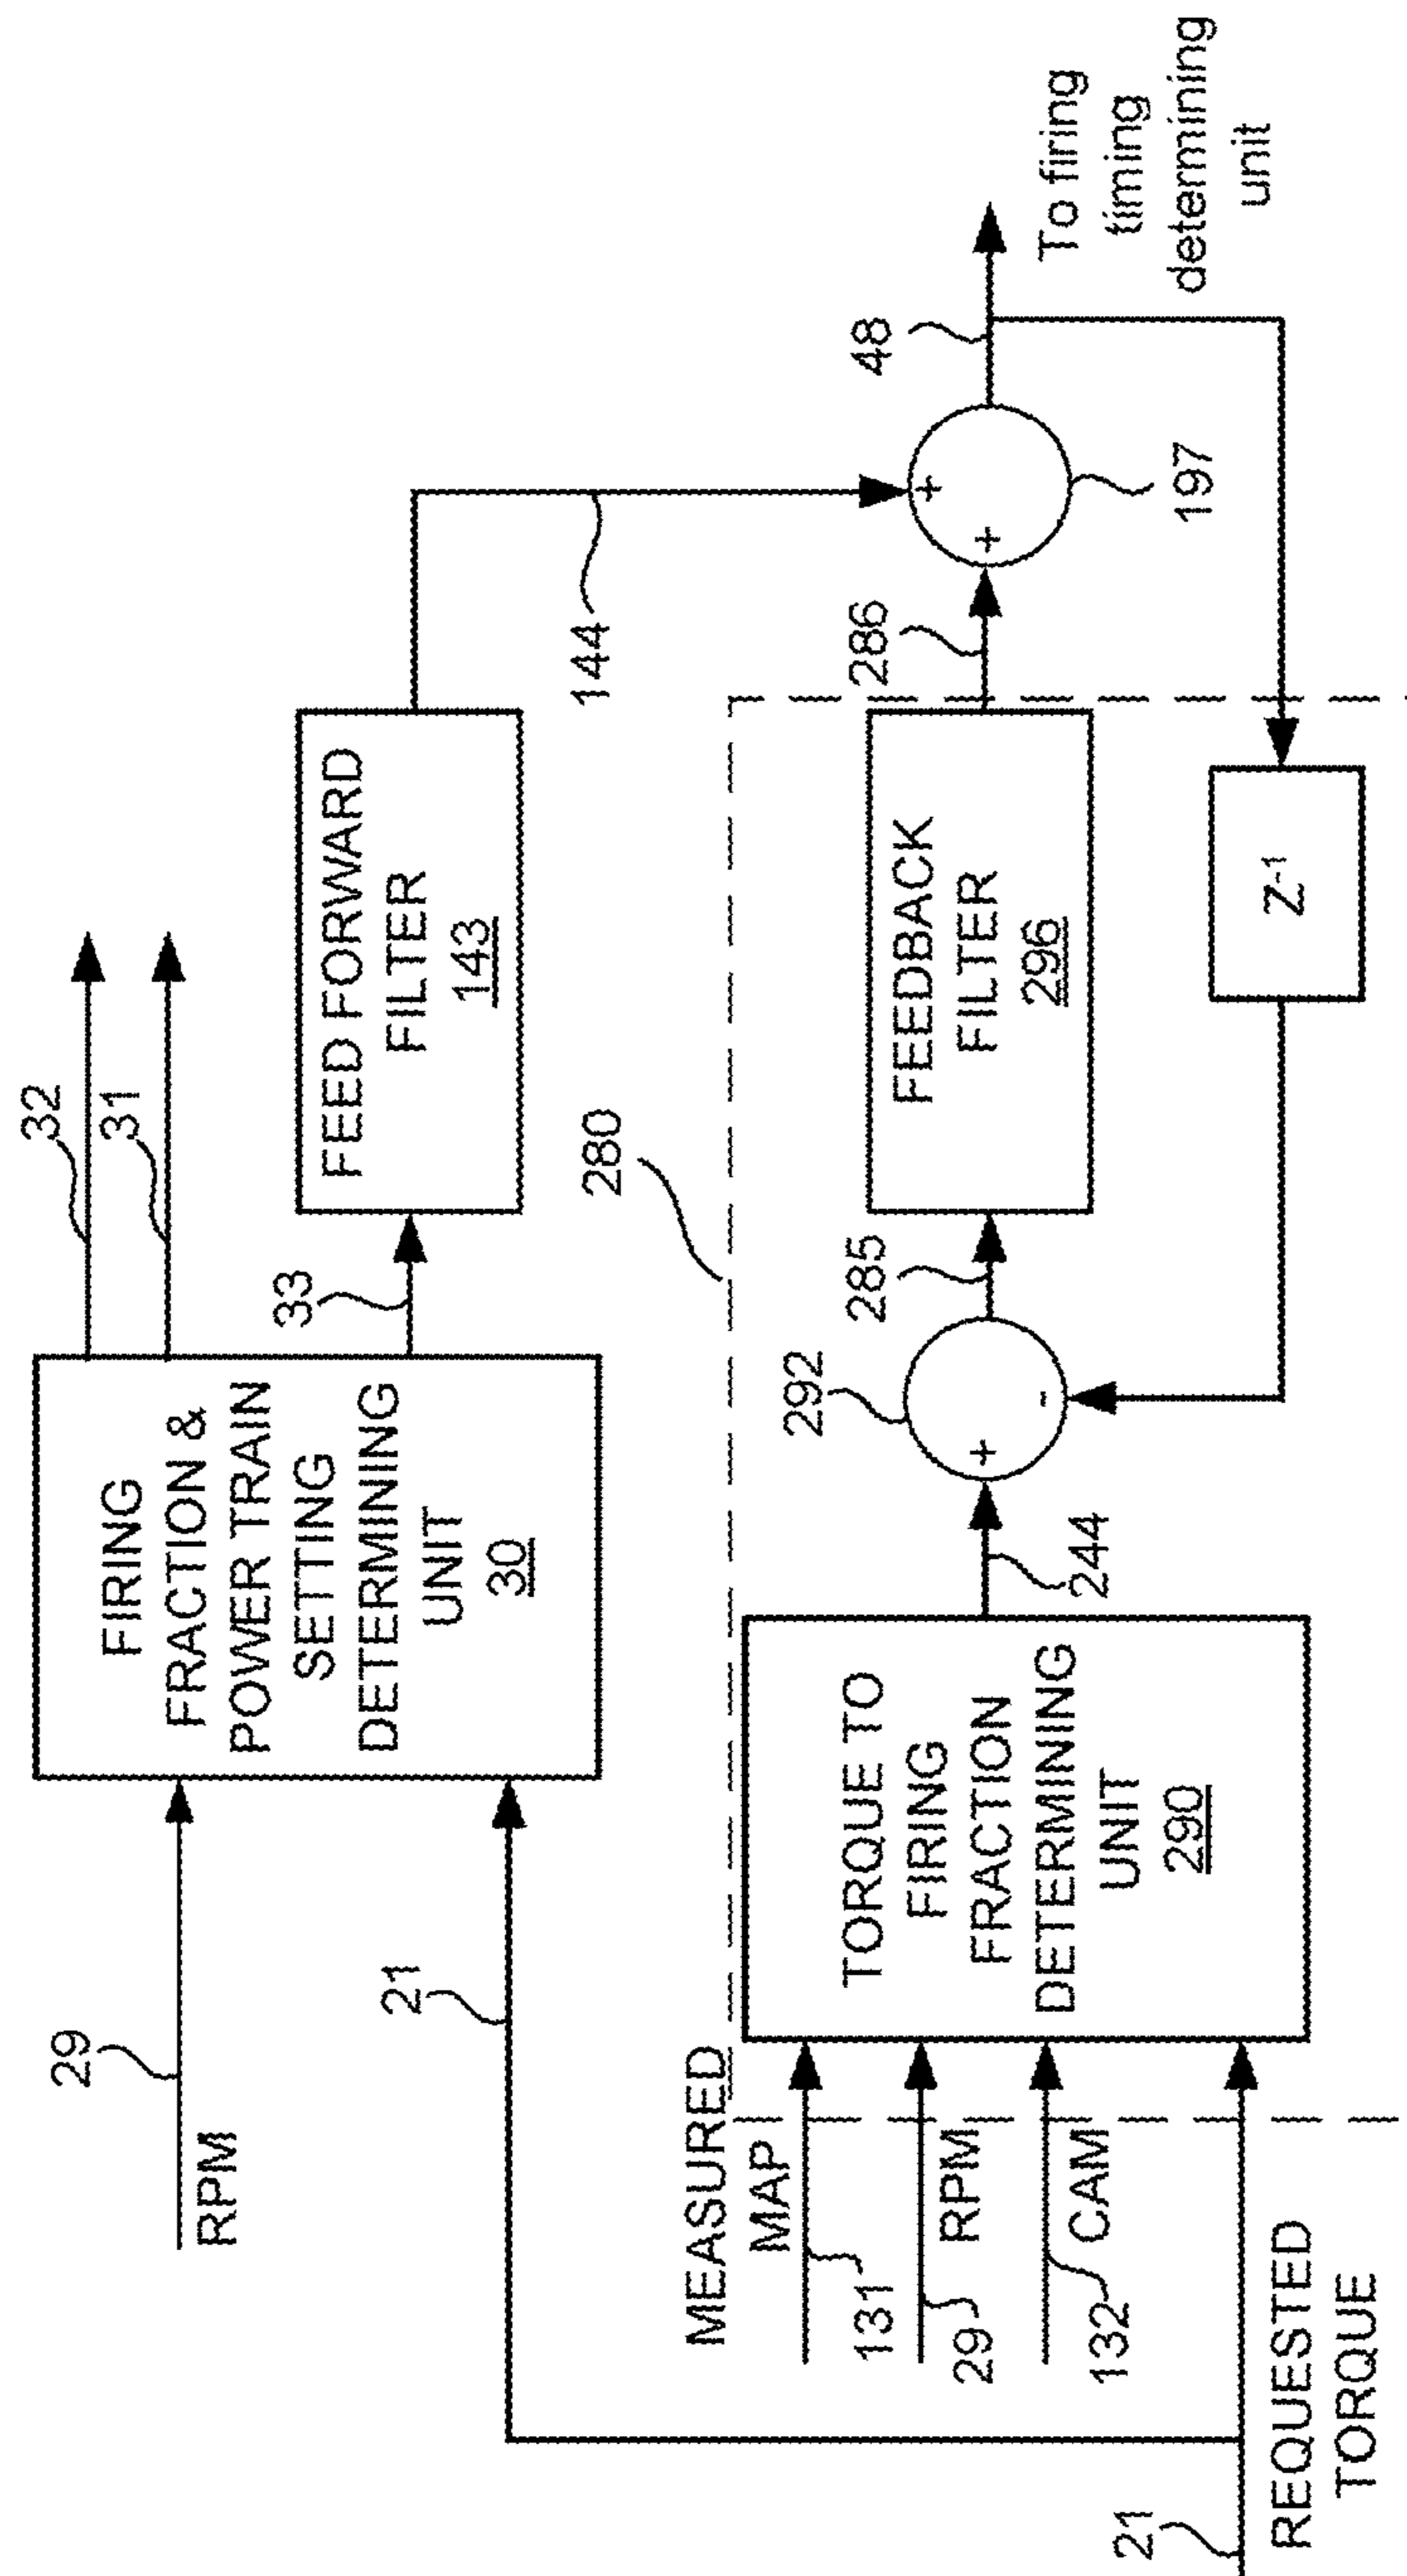 32
31
FIRING
FRACTION &
POWER TRAIN
SETTING
DETERMINING
UNIT
30
29
RPM
21
33
FEED FORWARD
FILTER
143
144
280
MEASURED
MAP
131
RPM
29
CAM
132
21
REQUESTED
TORQUE
TORQUE TO
FIRING
FRACTION
DETERMINING
UNIT
290
244
292
+
-
285
FEEDBACK
FILTER
296
286
+
+
197
48
To firing
timing
determining
unit
Z-1